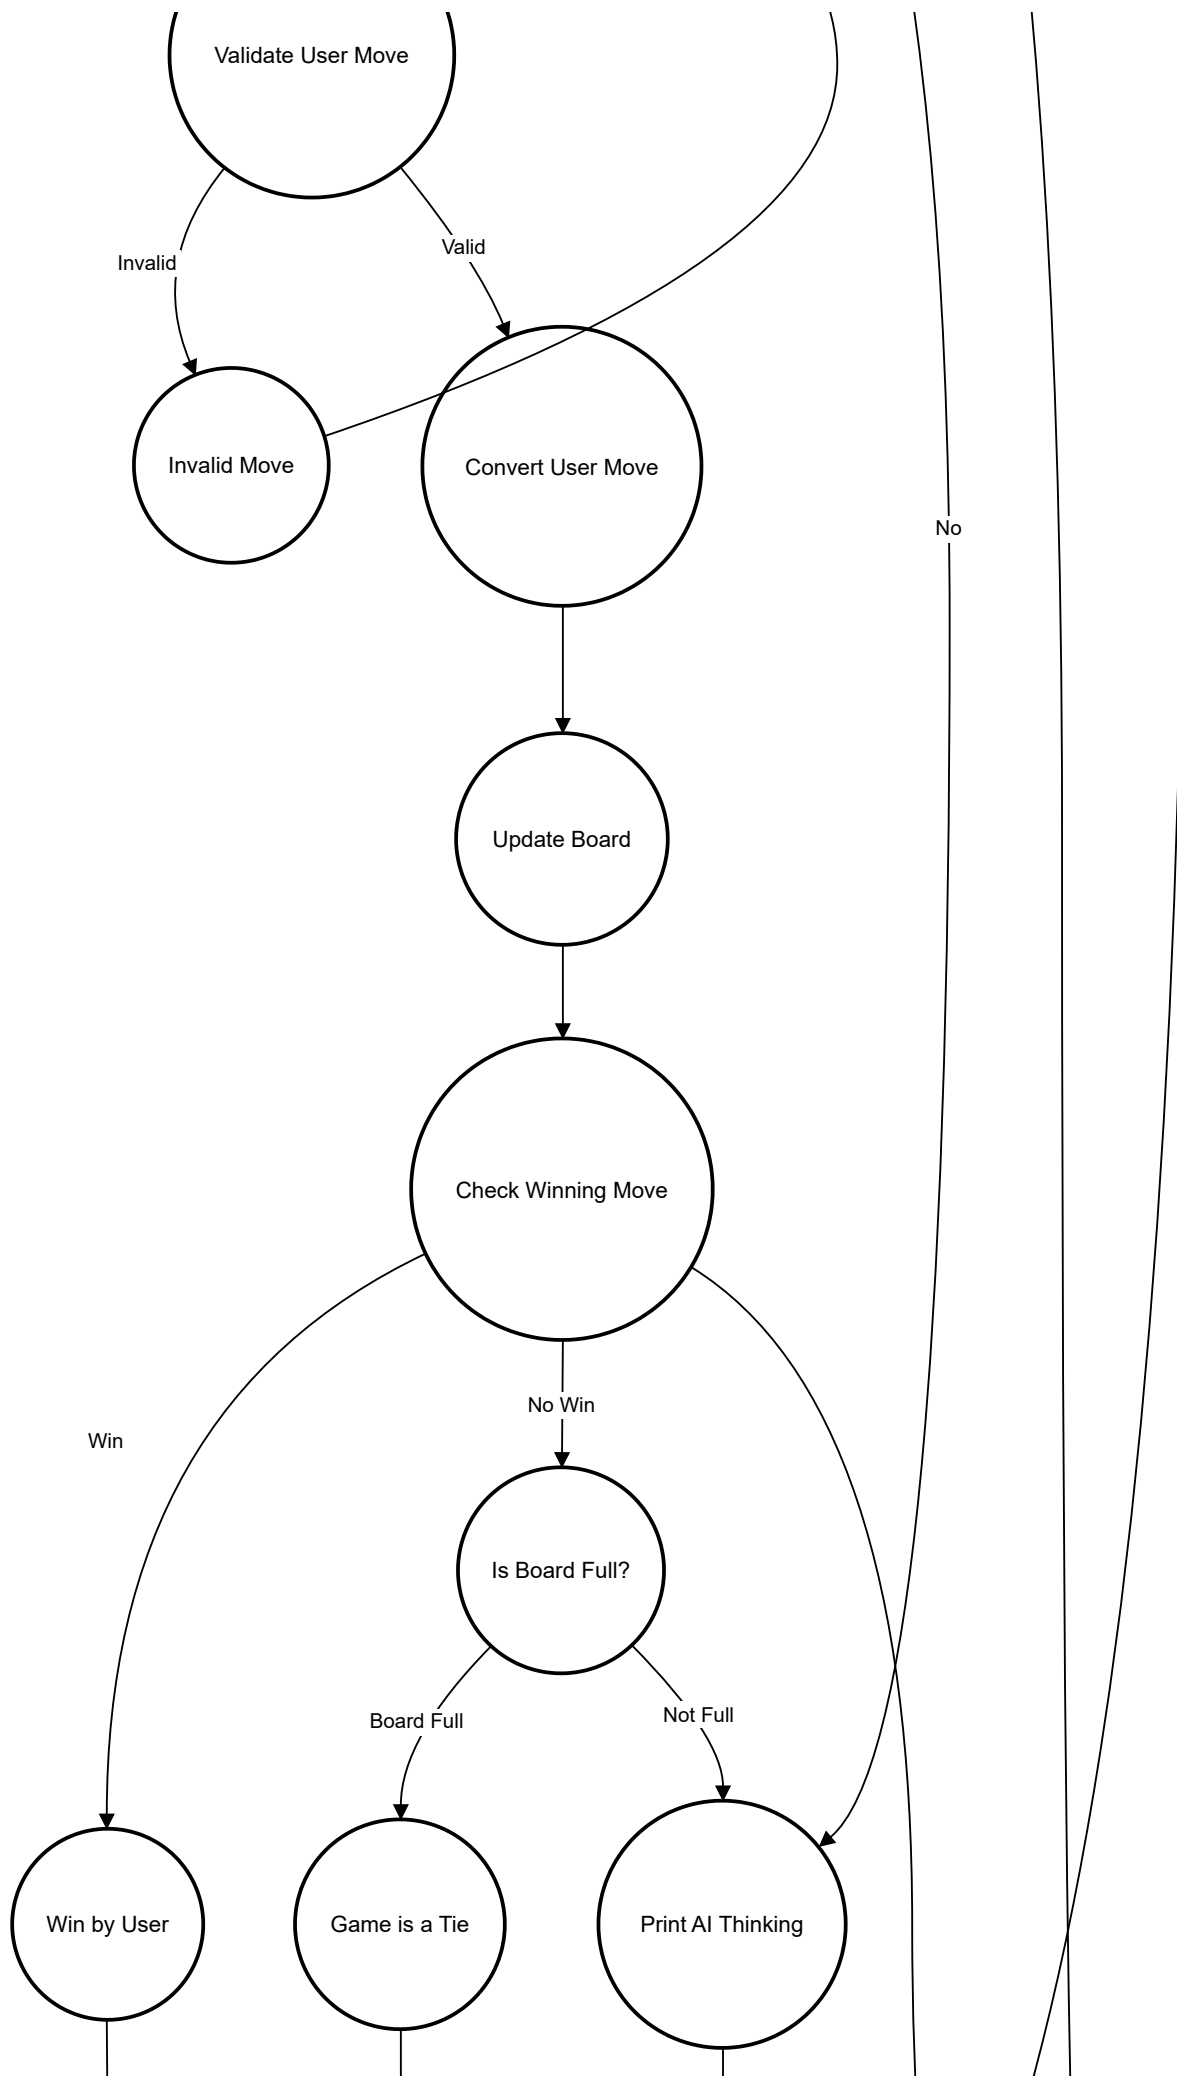 Validate User Move
Valid
Invalid
Invalid Move
Convert User Move
No
Update Board
Check Winning Move
No Win
Win
Is Board Full?
Not Full
Board Full
Win by User
Game is a Tie
Print AI Thinking